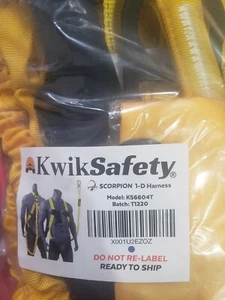 KwikSafety®
SCORPION 1-D Harness
Model: KS6604T
Batch: T1220
X001U2EZOZ
DO NOT RE-LABEL
READY TO SHIP